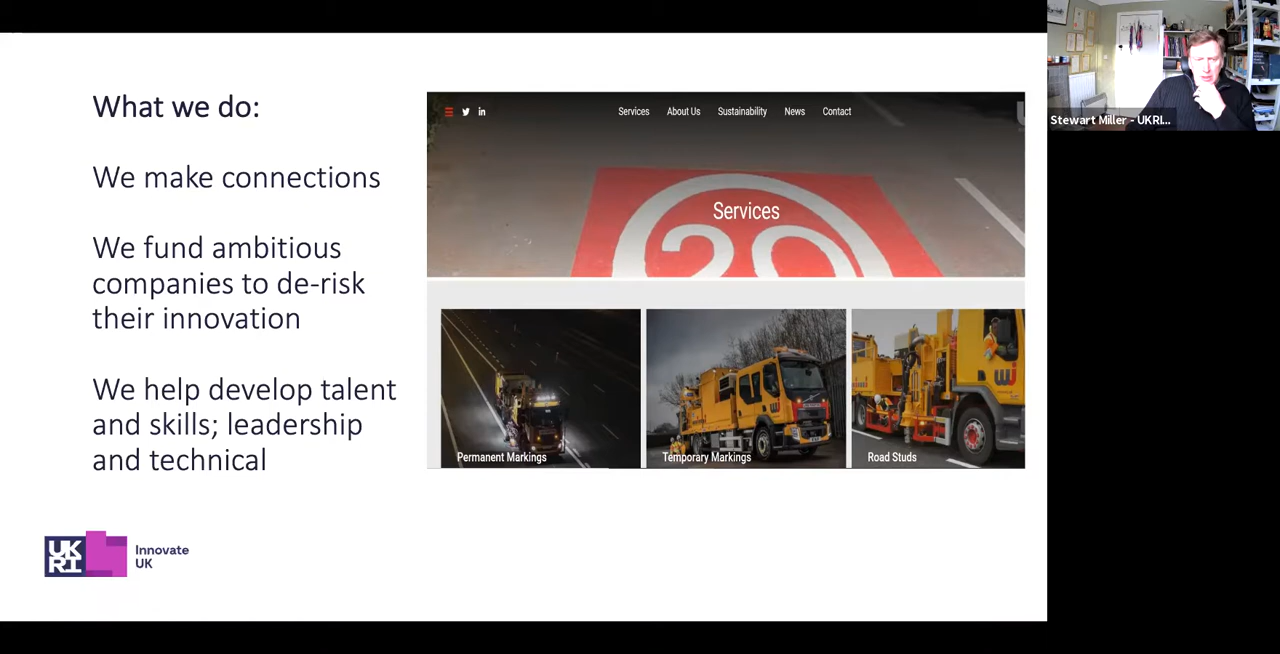 What we do:
We make connections
We fund ambitious
companies to de-risk
their innovation
We help develop talent
and skills; leadership
and technical
UK
RI
Innovate
UK
Services
About Us
Sustainability
News
Contact
Services
20
Permanent Markings
Temporary Markings
Road Studs
Stewart Miller - UKRI...